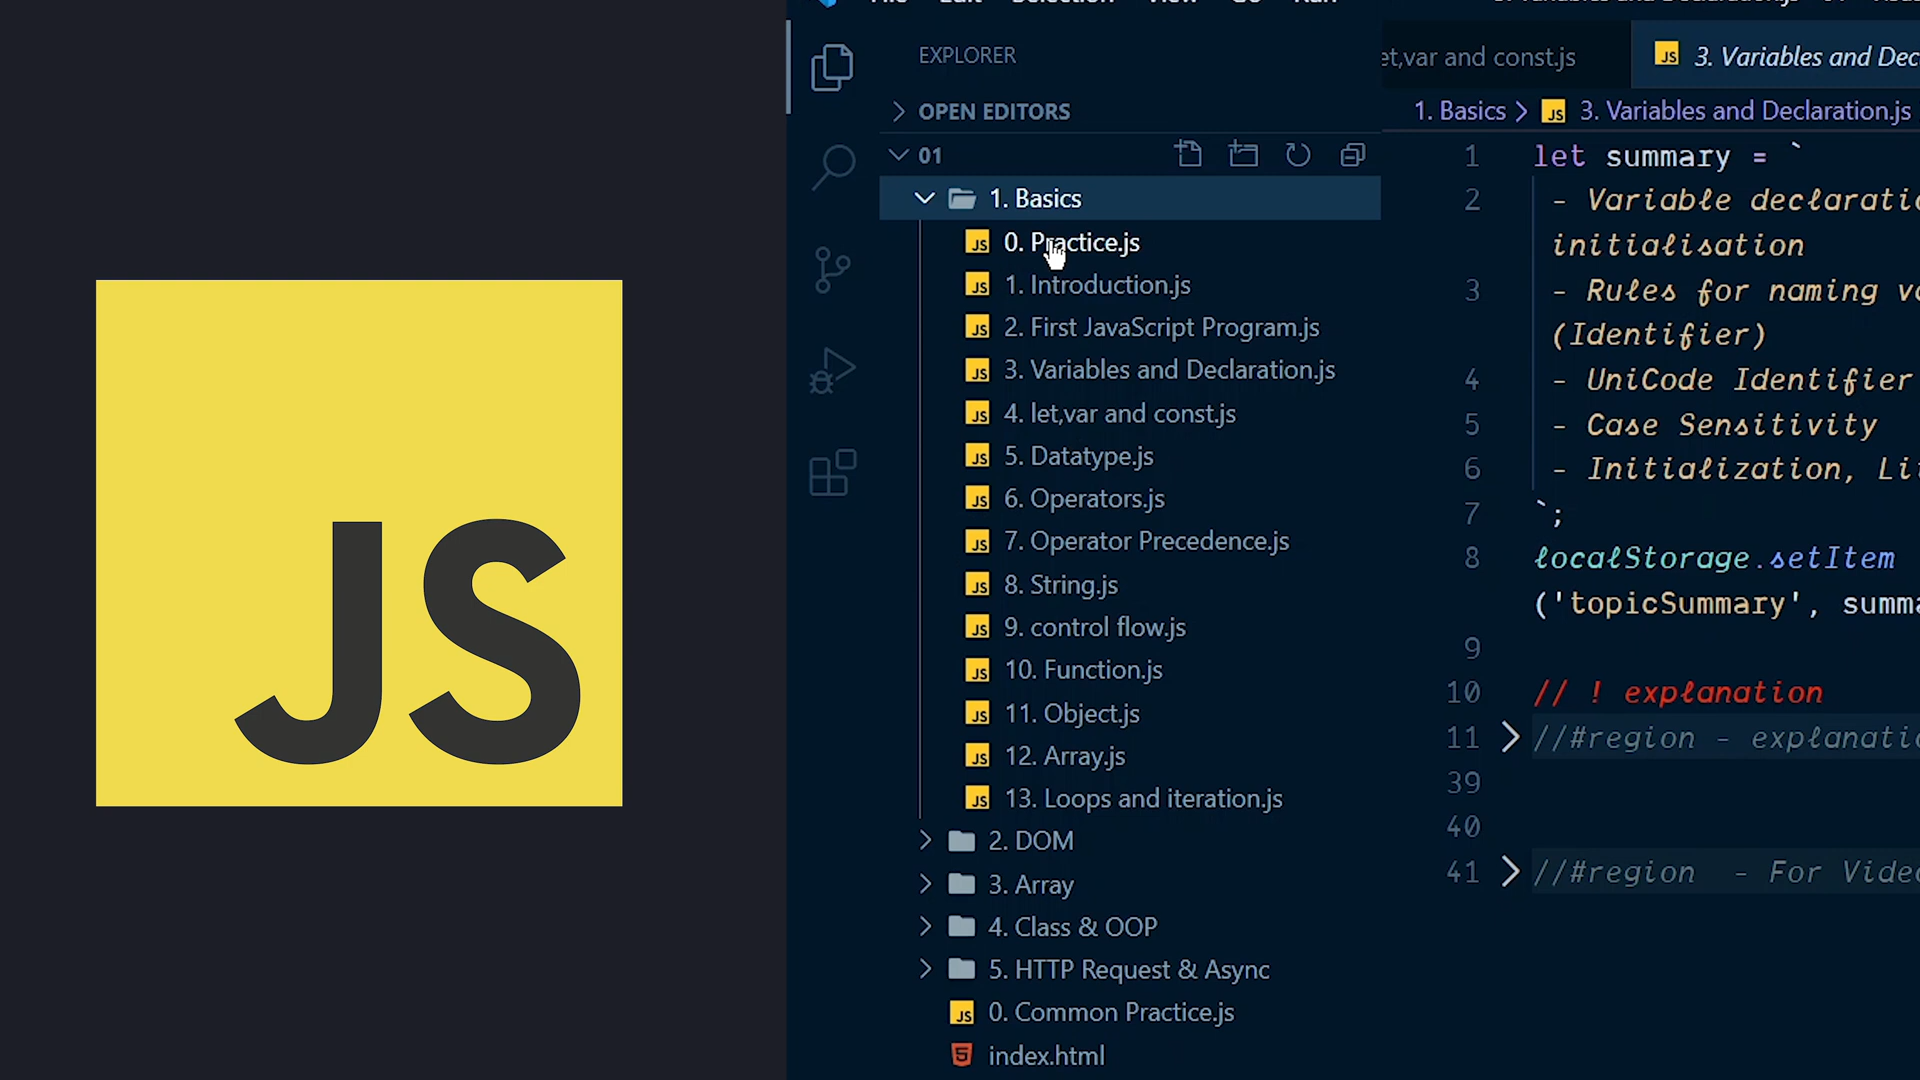 JS
EXPLORER
OPEN EDITORS
01
1. Basics
0. Practice.js
1. Introduction.js
2. First JavaScript Program.js
3. Variables and Declaration.js
4. let,var and const.js
5. Datatype.js
6. Operators.js
7. Operator Precedence.js
8. String.js
9. control flow.js
10. Function.js
11. Object.js
12. Array.js
13. Loops and iteration.js
2. DOM
3. Array
4. Class & OOP
5. HTTP Request & Async
0. Common Practice.js
index.html
et,var and const.js
3. Variables and Dec
1. Basics > 3. Variables and Declaration.js
1 let summary = `
2 - Variable declaratio
initialisation
3 - Rules for naming va
(Identifier)
4 - UniCode Identifier
5 - Case Sensitivity
6 - Initialization, Lit
7 `;
8 localStorage.setItem
('topicSummary', summa
9
10 // ! explanation
11 //#region - explanatio
39
40
41 //#region - For Video